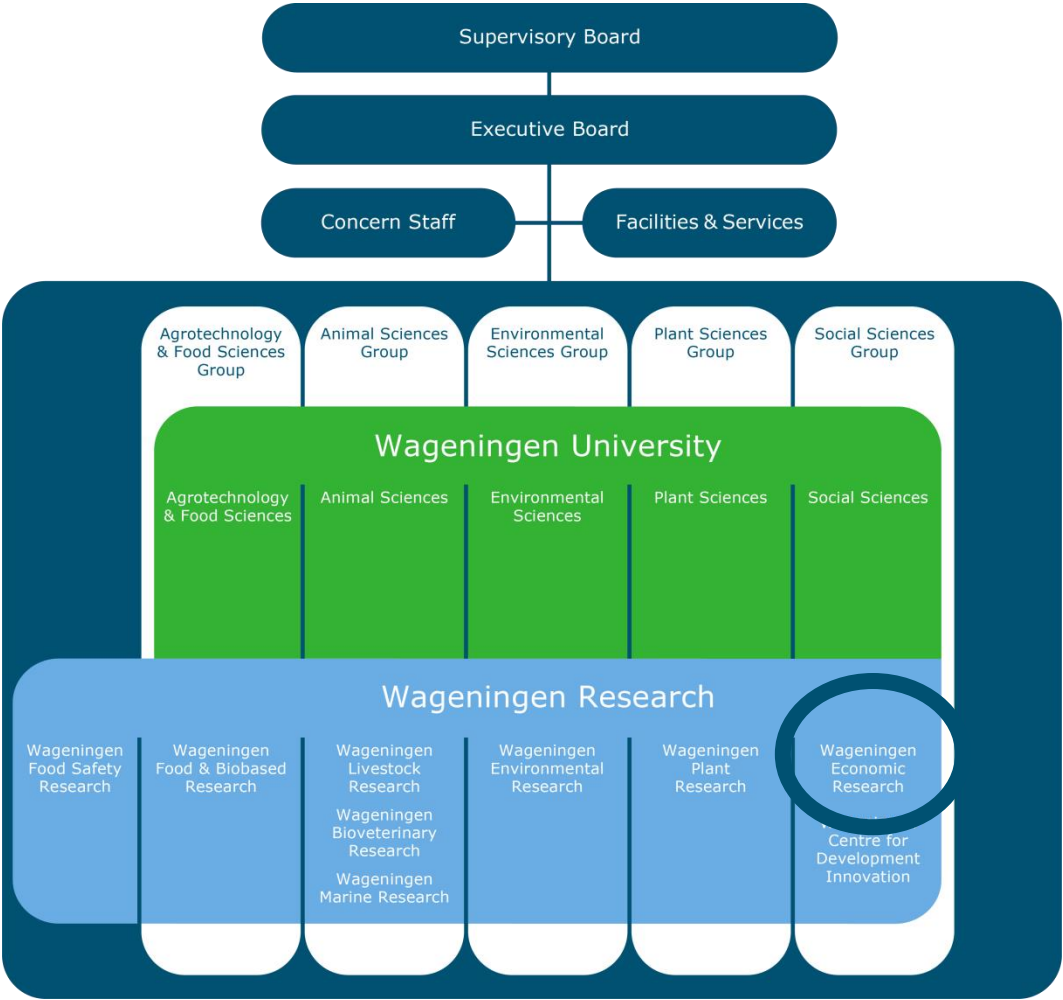 Supervisory Board
Executive Board
Concern Staff
Facilities & Services
Agrotechnology
& Food Sciences
Group
Animal Sciences
Group
Environmental
Sciences Group
Plant Sciences
Group
Social Sciences
Group
Wageningen University
Agrotechnology
& Food Sciences
Animal Sciences
Environmental
Sciences
Plant Sciences
Social Sciences
Wageningen Research
Wageningen
Food Safety
Research
Wageningen
Food & Biobased
Research
Wageningen
Livestock
Research
Wageningen
Bioveterinary
Research
Wageningen
Marine Research
Wageningen
Environmental
Research
Wageningen
Plant
Research
Wageningen
Economic
Research
Centre for
Development
Innovation